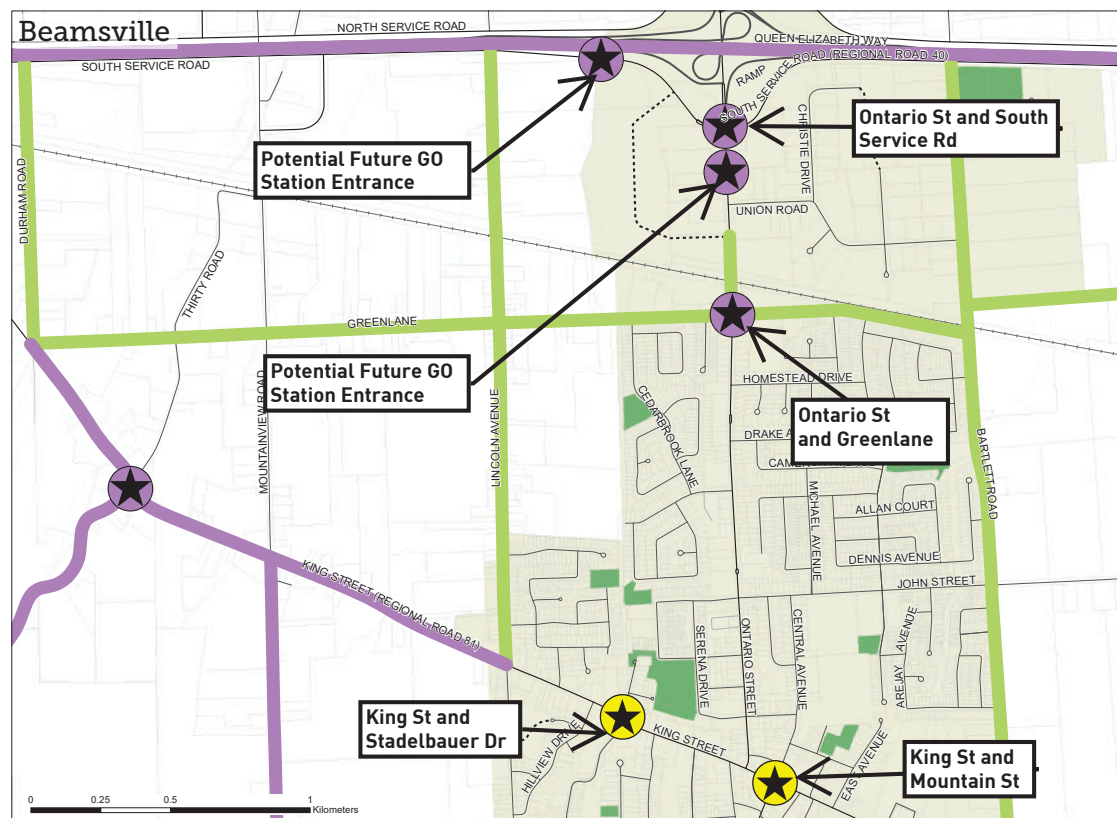 Beamsville
NORTH SERVICE ROAD
QUEEN ELIZABETH WAY
SOUTH SERVICE ROAD
SOUTH SERVICE ROAD (REGIONAL ROAD 40)
RAMP
Ontario St and South
Service Rd
CHRISTIE DRIVE
Potential Future GO
Station Entrance
DURHAM ROAD
UNION ROAD
THIRTY ROAD
GREENLANE
Potential Future GO
Station Entrance
HOMESTEAD DRIVE
MOUNTAINVIEW ROAD
LINCOLN AVENUE
CEDARBROOK LANE
Ontario St
and Greenlane
DRAKE A
BARTLETT ROAD
MICHAEL AVENUE
ALLAN COURT
DENNIS AVENUE
JOHN STREET
KING STREET (REGIONAL ROAD 81)
SERENA DRIVE
ONTARIO STREET
CENTRAL AVENUE
AREJAY AVENUE
King St and
Stadelbauer Dr
HILLVIEW DRIVE
KING STREET
EAST AVENUE
King St and
Mountain St
0 0.25 0.5 1
Kilometers